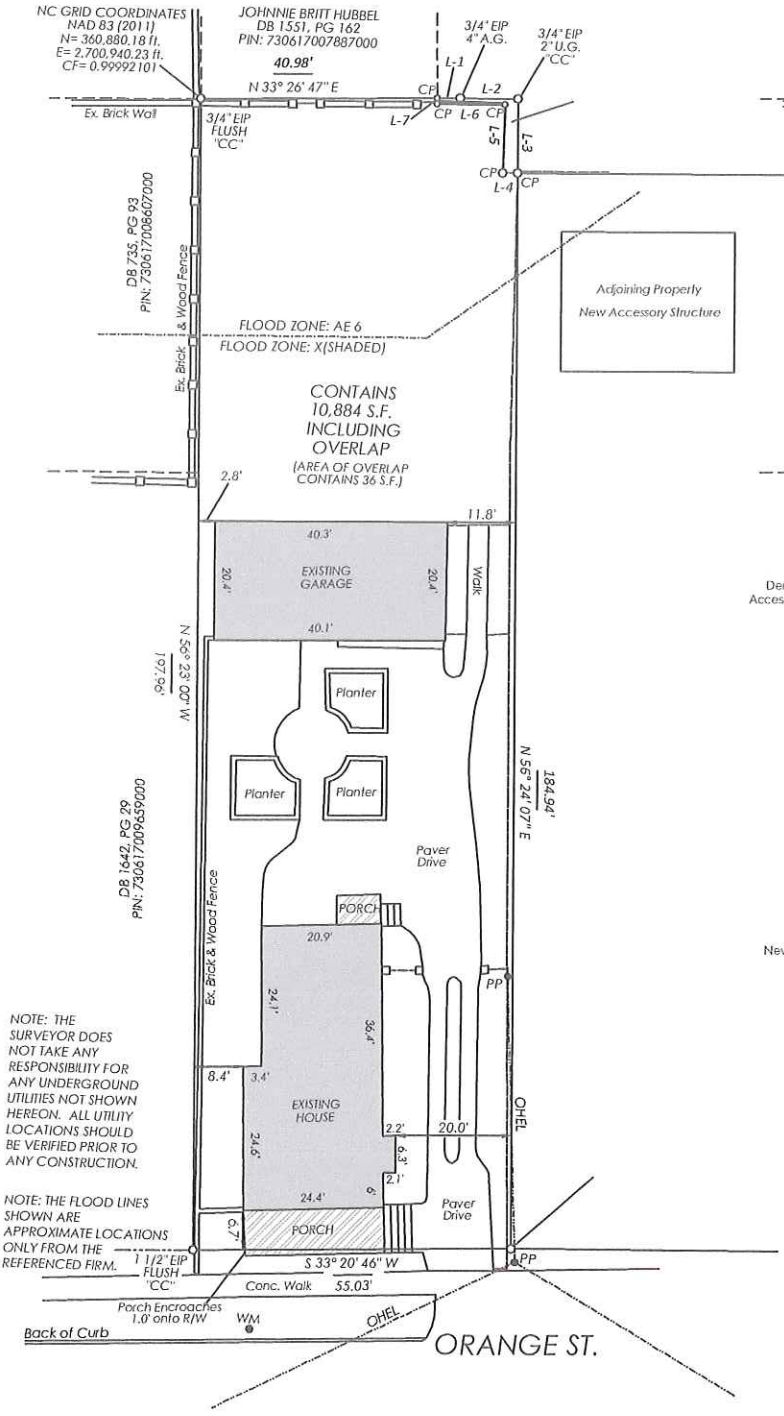 NC GRID COORDINATES
NAD 83 (2011)
N= 360,880.18 ft.
E= 2,700,940.23 ft.
CF= 0.99992101
JOHNNIE BRITT HUBBEL
DB 1551, PG 162
PIN: 730617007887000
40.98'
N 33° 26' 47" E
3/4" EIP
4" A.G.
3/4" EIP
2" U.G.
"CC"
CP
L-1
L-2
Ex. Brick Wall
3/4" EIP
FLUSH
"CC"
L-7
CP
L-6
CP
L-5
L-3
CP
L-4
CP
DB 735, PG 93
PIN: 730617008607000
Ex. Brick & Wood Fence
Adjoining Property
New Accessory Structure
FLOOD ZONE: AE 6
FLOOD ZONE: X(SHADED)
CONTAINS
10,884 S.F.
INCLUDING
OVERLAP
(AREA OF OVERLAP
CONTAINS 36 S.F.)
2.8'
11.8'
40.3'
20.4'
EXISTING
GARAGE
20.4'
40.1'
Walk
Acces
N 56° 23' 00" W
197.96'
Planter
Planter
Planter
184.94'
N 56° 24' 07" E
DB 1642, PG 29
PIN: 730617009659000
Paver
Drive
Ex. Brick & Wood Fence
PORCH
20.9'
24.1'
36.4'
PP
New
NOTE: THE
SURVEYOR DOES
NOT TAKE ANY
RESPONSIBILITY FOR
ANY UNDERGROUND
UTILITIES NOT SHOWN
HEREON. ALL UTILITY
LOCATIONS SHOULD
BE VERIFIED PRIOR TO
ANY CONSTRUCTION.
8.4'
3.4'
EXISTING
HOUSE
24.6'
2.2'
20.0'
6.3'
2.1'
6'
OHEL
24.4'
NOTE: THE FLOOD LINES
SHOWN ARE
APPROXIMATE LOCATIONS
ONLY FROM THE
REFERENCED FIRM.
6.7'
PORCH
Paver
Drive
1 1/2" EIP
FLUSH
"CC"
S 33° 20' 46" W
55.03'
PP
Conc. Walk
Porch Encroaches
1.0' onto R/W
WM
OHEL
Back of Curb
ORANGE ST.